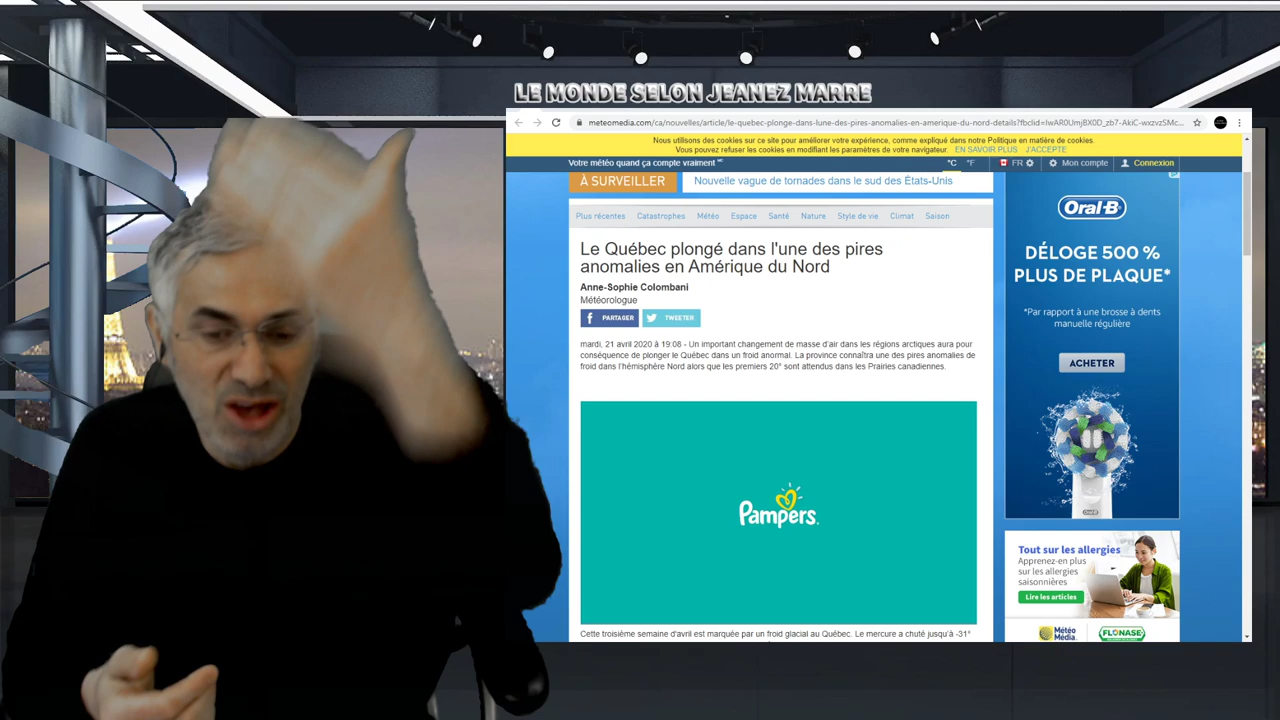 LE MONDE SELON JEANEZ MARRE
meteomedia.com/ca/nouvelles/article/le-quebec-plonge-dans-lune-des-pires-anomalies-en-amerique-du-nord-details?fbclid=IwAR0UmjBX0D_zb7-AkiC-wxzvzSMc...
Nous utilisons des cookies sur ce site pour améliorer votre expérience, comme expliqué dans notre Politique en matière de cookies.
Vous pouvez refuser les cookies en modifiant les paramètres de votre navigateur. EN SAVOIR PLUS J'ACCEPTE
Votre météo quand ça compte vraiment MC °C °F FR Mon compte Connexion
À SURVEILLER Nouvelle vague de tornades dans le sud des États-Unis
Plus récentes Catastrophes Météo Espace Santé Nature Style de vie Climat Saison
Le Québec plongé dans l'une des pires
anomalies en Amérique du Nord
Anne-Sophie Colombani
Météorologue
PARTAGER TWEETER
mardi, 21 avril 2020 à 19:08 - Un important changement de masse d'air dans les régions arctiques aura pour
conséquence de plonger le Québec dans un froid anormal. La province connaîtra une des pires anomalies de
froid dans l'hémisphère Nord alors que les premiers 20° sont attendus dans les Prairies canadiennes.
Pampers
Cette troisième semaine d'avril est marquée par un froid glacial au Québec. Le mercure a chuté jusqu'à -31°
Oral-B
DÉLOGE 500 %
PLUS DE PLAQUE*
*Par rapport à une brosse à dents
manuelle régulière
ACHETER
Oral-B
Tout sur les allergies
Apprenez-en plus
sur les allergies
saisonnières
Lire les articles
Météo
Média
FLONASE